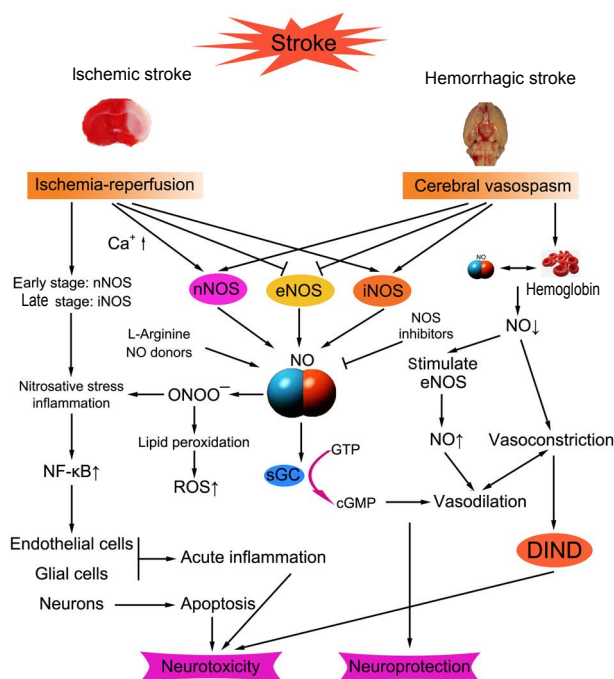 Stroke
Ischemic stroke
Hemorrhagic stroke
Ischemia-reperfusion
Cerebral vasospasm
Ca⁺ ↑
nNOS
eNOS
iNOS
NO
Hemoglobin
Early stage: nNOS
Late stage: iNOS
L-Arginine
NO donors
NO
NOS
inhibitors
NO↓
Stimulate
eNOS
Nitrosative stress
inflammation
ONOO⁻
Lipid peroxidation
ROS↑
NF-κB↑
sGC
GTP
cGMP
NO↑
Vasoconstriction
Vasodilation
Endothelial cells
Glial cells
Acute inflammation
DIND
Neurons
Apoptosis
Neurotoxicity
Neuroprotection